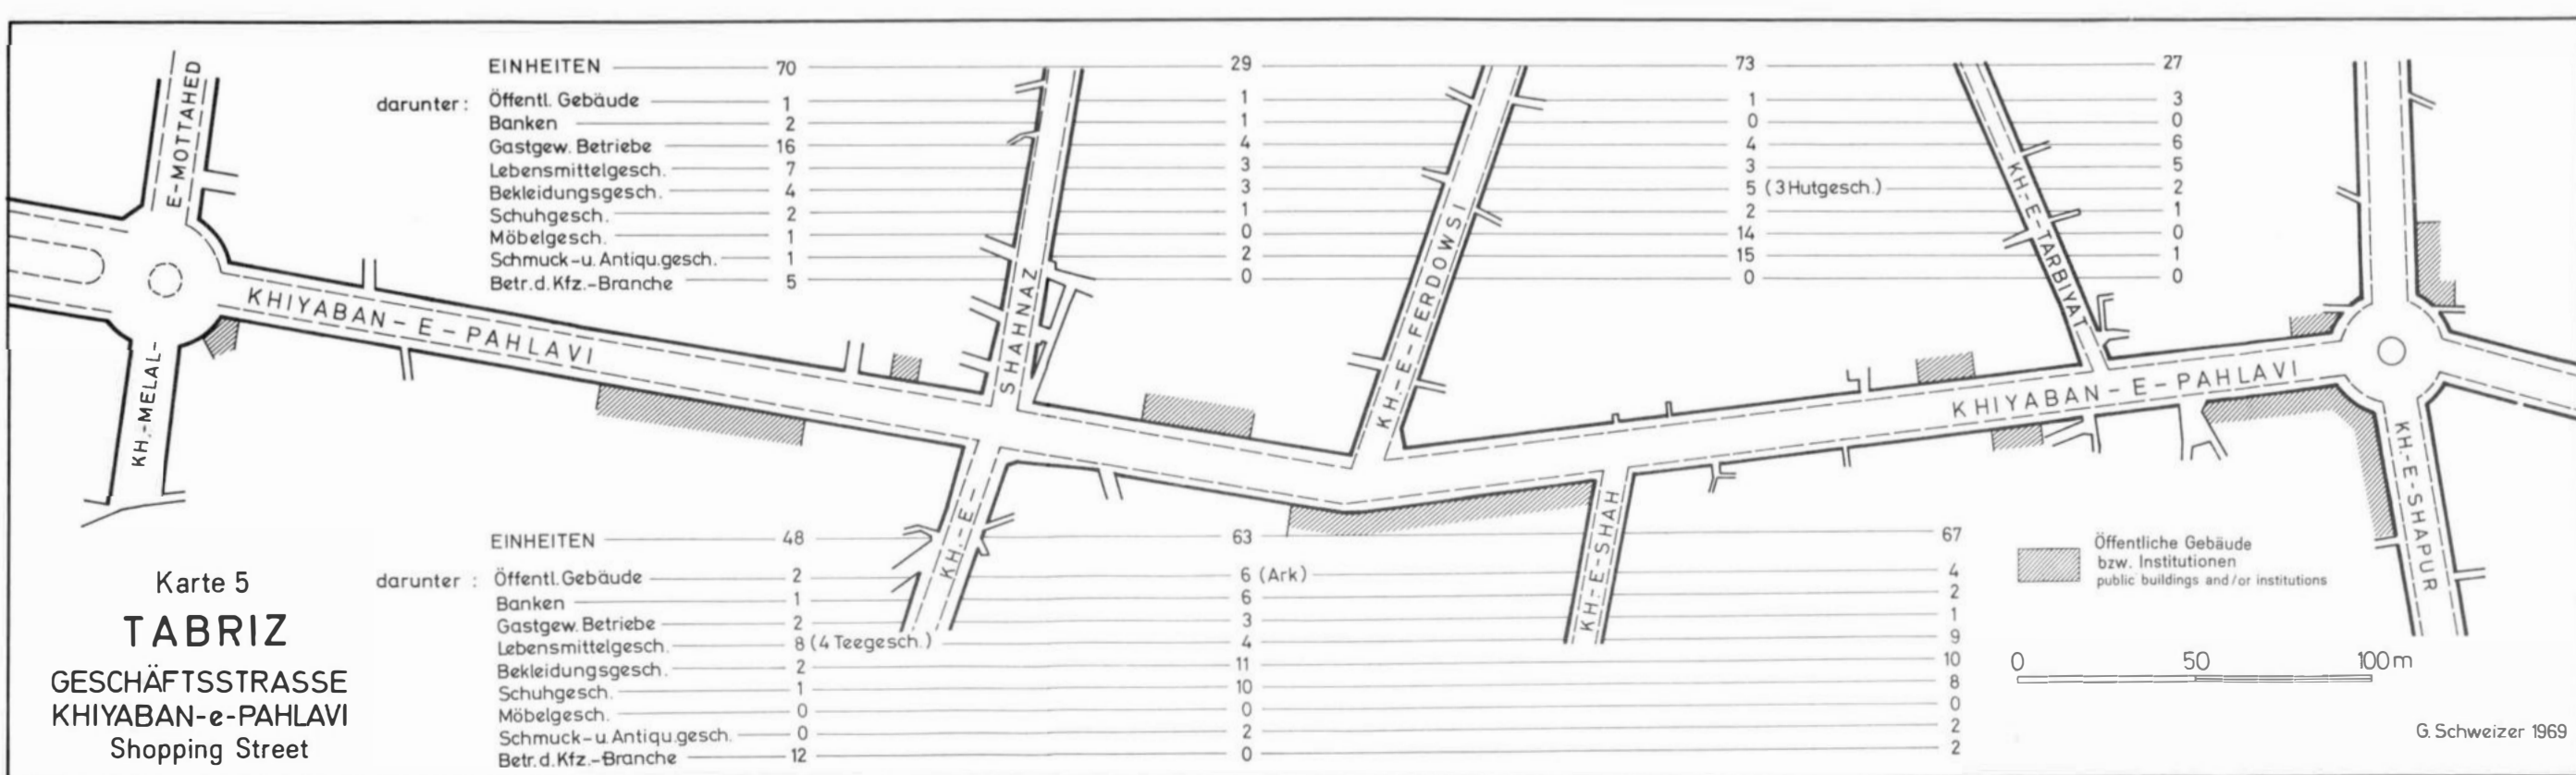 EINHEITEN 70 29 73 27
darunter: Öffentl. Gebäude 1 1 1 3
Banken 2 1 0 0
Gastgew. Betriebe 16 4 4 6
Lebensmittelgesch. 7 3 3 5
Bekleidungsgesch. 4 3 5 (3 Hutgesch.) 2
Schuhgesch. 2 1 2 1
Möbelgesch. 1 0 14 0
Schmuck-u. Antiqu.gesch. 1 2 15 1
Betr. d. Kfz.-Branche 5 0 0 0
E-MOTTAHED
KH.-MELAL-
KHIYABAN-E-PAHLAVI
SHAHNAZ
KH.-E-
KH.-E-FERDOWSI
KH.-E-SHAH
KH.-E-TARBIYAT
KHIYABAN-E-PAHLAVI
KH.-E-SHAPUR
EINHEITEN 48 63 67
darunter : Öffentl. Gebäude 2 6 (Ark) 4
Banken 1 6 2
Gastgew. Betriebe 2 3 1
Lebensmittelgesch. 8 (4 Teegesch.) 4 9
Bekleidungsgesch. 2 11 10
Schuhgesch. 1 10 8
Möbelgesch. 0 0 0
Schmuck-u. Antiqu.gesch. 0 2 2
Betr. d. Kfz.-Branche 12 0 2
Karte 5
TABRIZ
GESCHÄFTSSTRASSE
KHIYABAN-e-PAHLAVI
Shopping Street
Öffentliche Gebäude
bzw. Institutionen
public buildings and/or institutions
0 50 100 m
G. Schweizer 1969